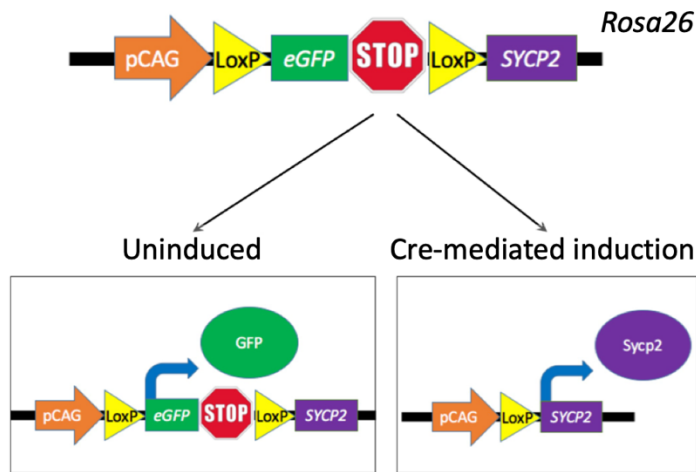 Rosa26
pCAG LoxP eGFP STOP LoxP SYCP2
Uninduced
Cre-mediated induction
GFP
pCAG LoxP eGFP STOP LoxP SYCP2
Sycp2
pCAG LoxP SYCP2